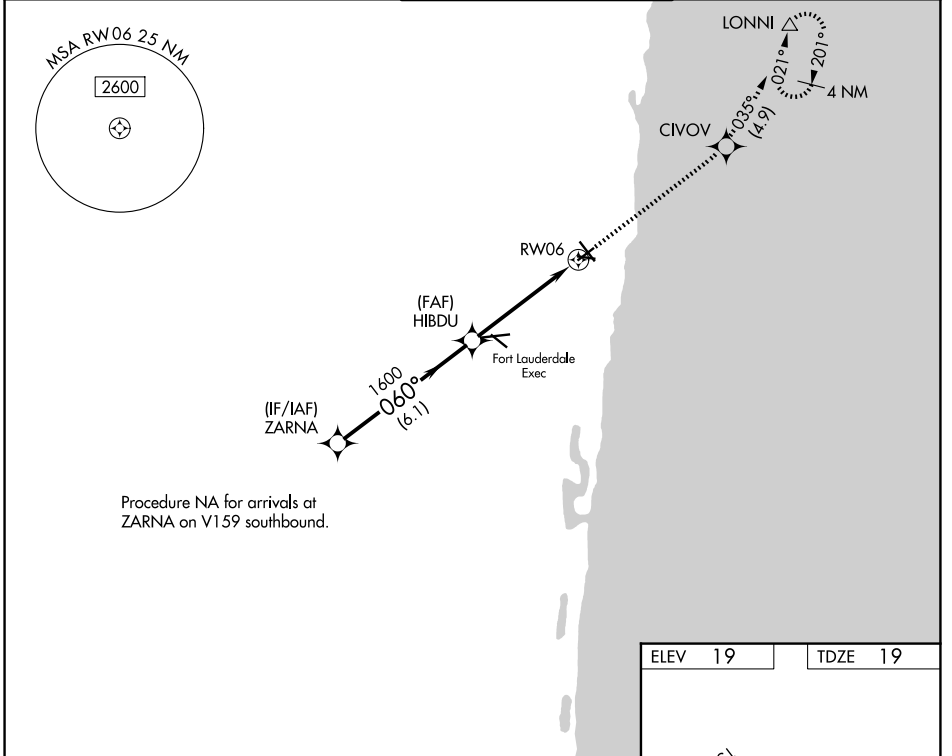 MSA RW06 25 NM
2600
LONNI
021°
201°
4 NM
035°
(4.9)
CIVOV
RW06
(FAF)
HIBDU
Fort Lauderdale
Exec
1600
060°
(6.1)
(IF/IAF)
ZARNA
Procedure NA for arrivals at
ZARNA on V159 southbound.
ELEV 19
TDZE 19